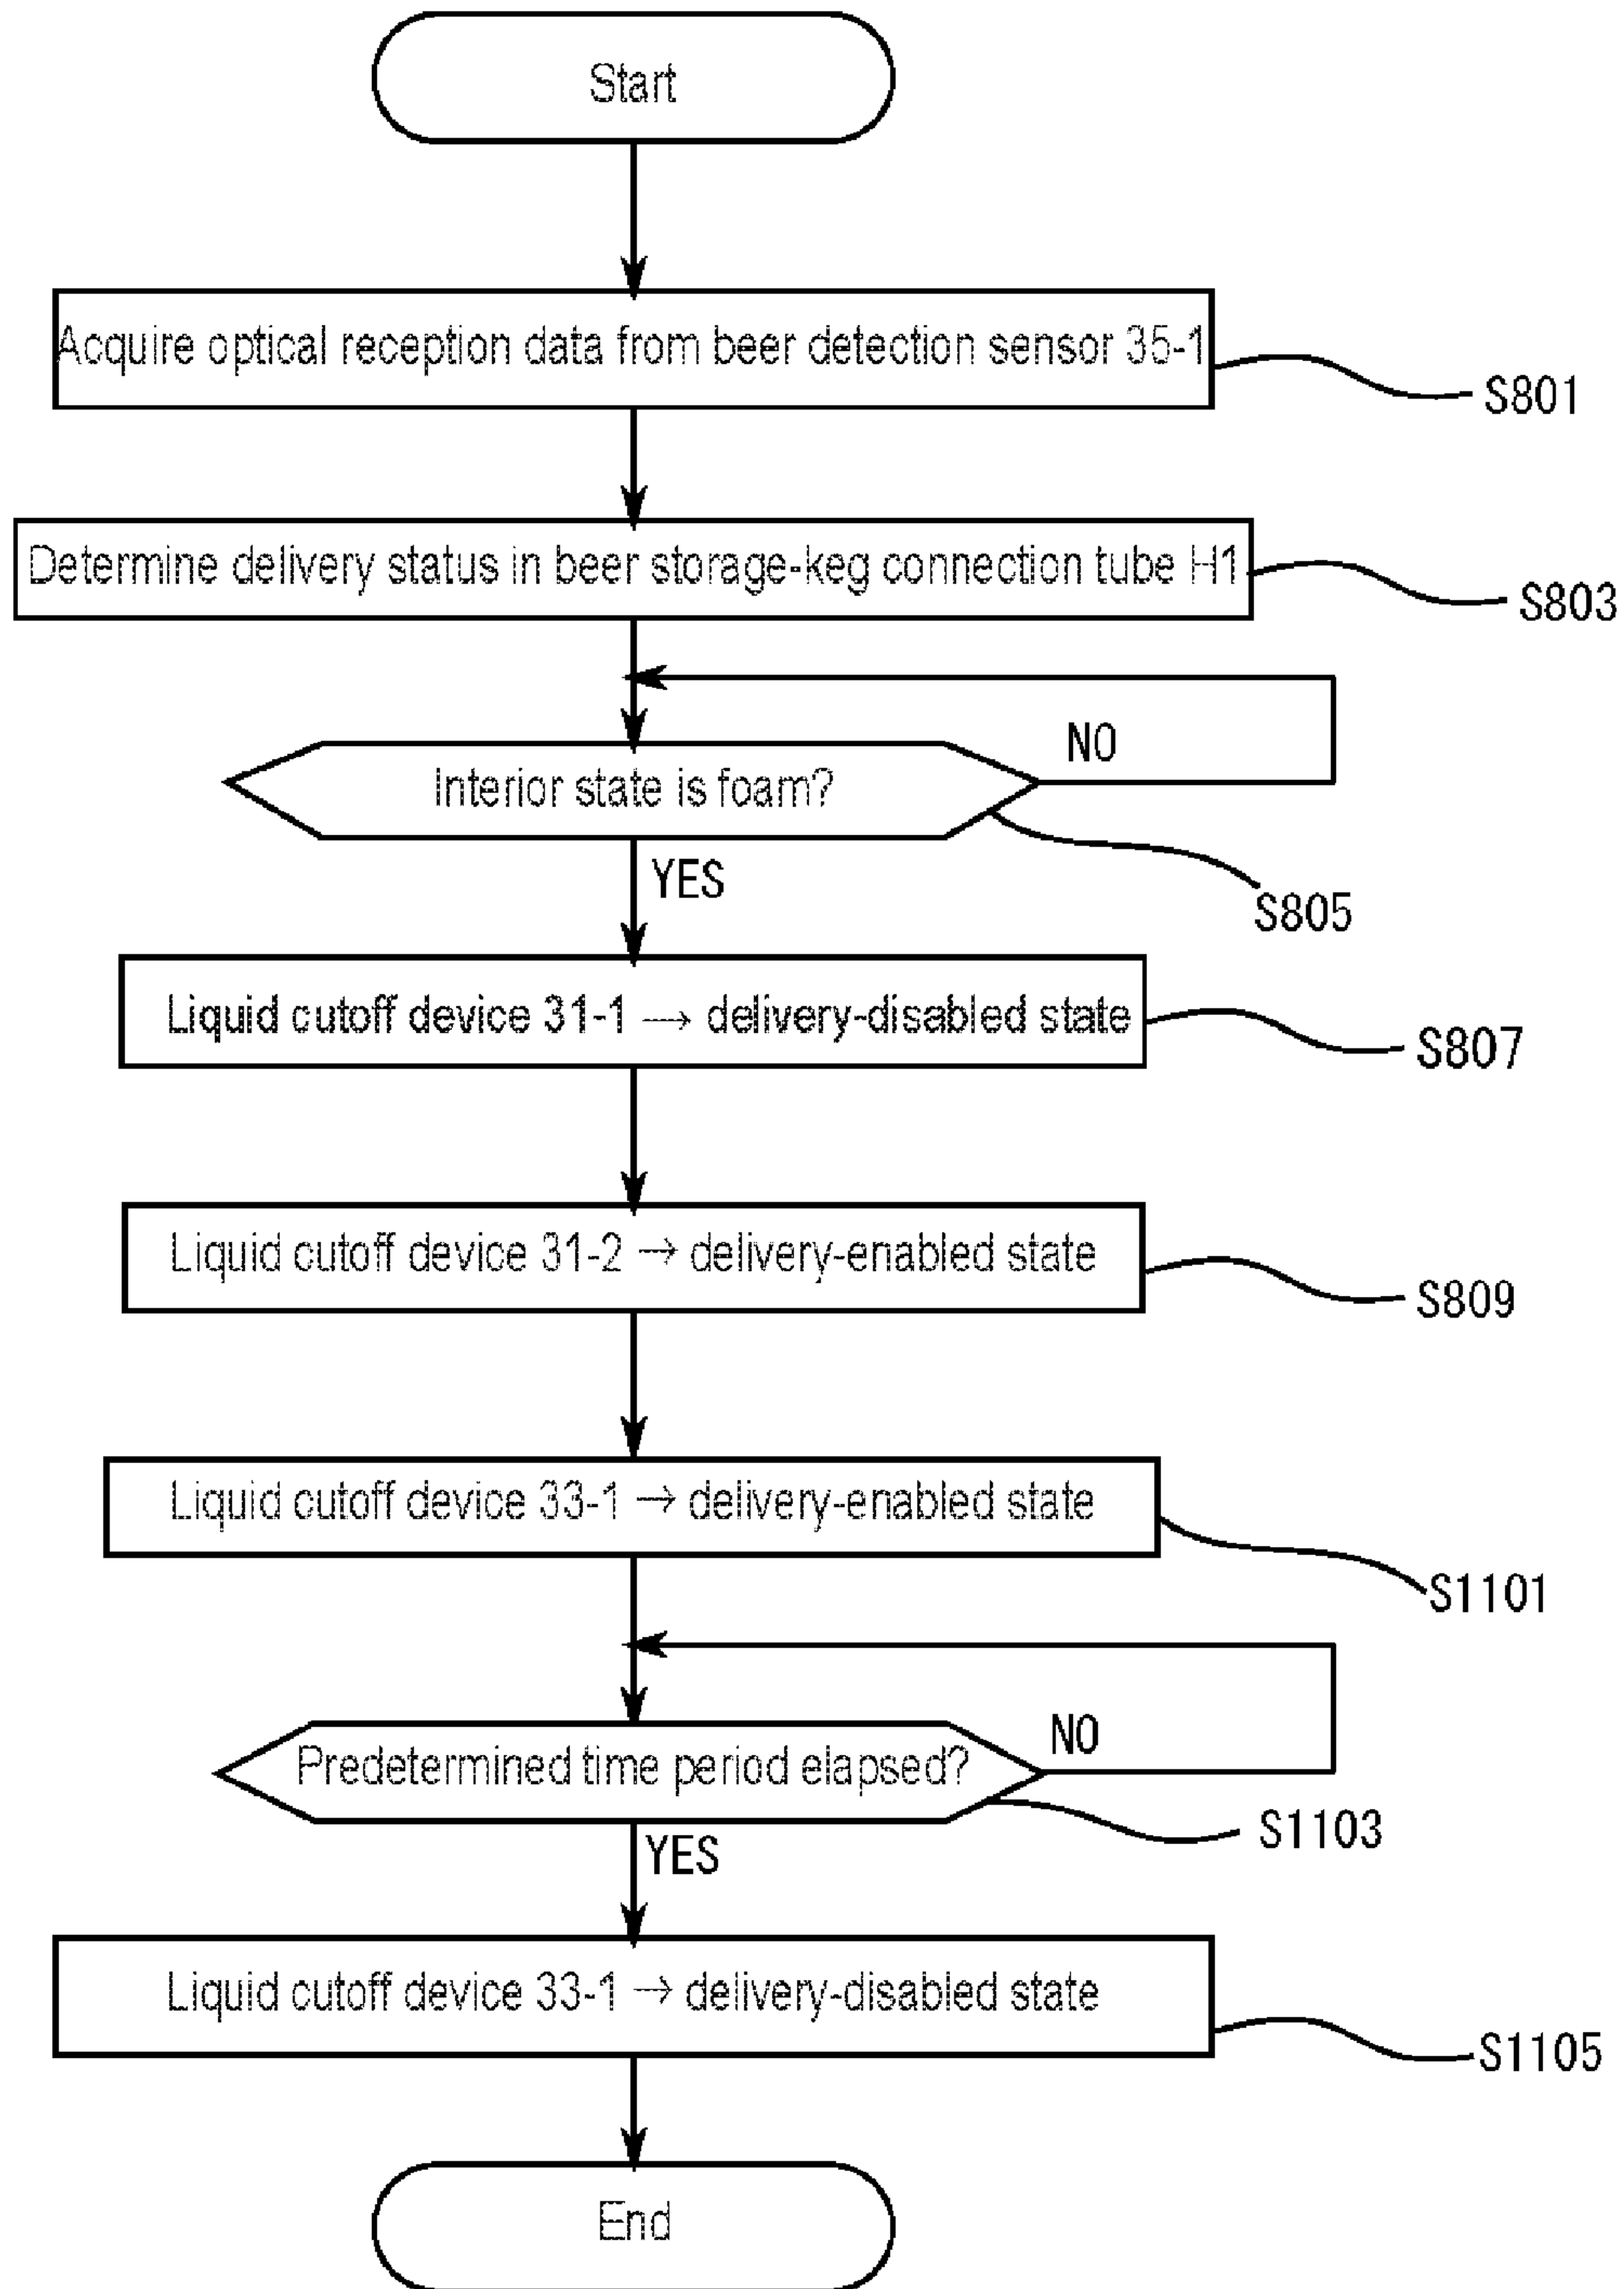 Start
Acquire optical reception data from beer detection sensor 35-1
S801
Determine delivery status in beer storage-keg connection tube H1
S803
NO
Interior state is foam?
S805
YES
Liquid cutoff device 31-1 → delivery-disabled state
S807
Liquid cutoff device 31-2 → delivery-enabled state
S809
Liquid cutoff device 33-1 → delivery-enabled state
S1101
NO
Predetermined time period elapsed?
S1103
YES
Liquid cutoff device 33-1 → delivery-disabled state
S1105
End